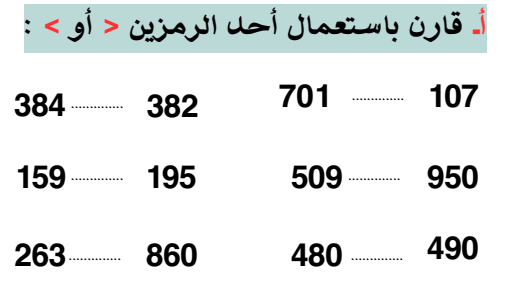 أ. قارن باستعمال أحد الرمزين > أو < :
384 .............. 382 701 .............. 107
159 .............. 195 509 .............. 950
263 .............. 860 480 .............. 490